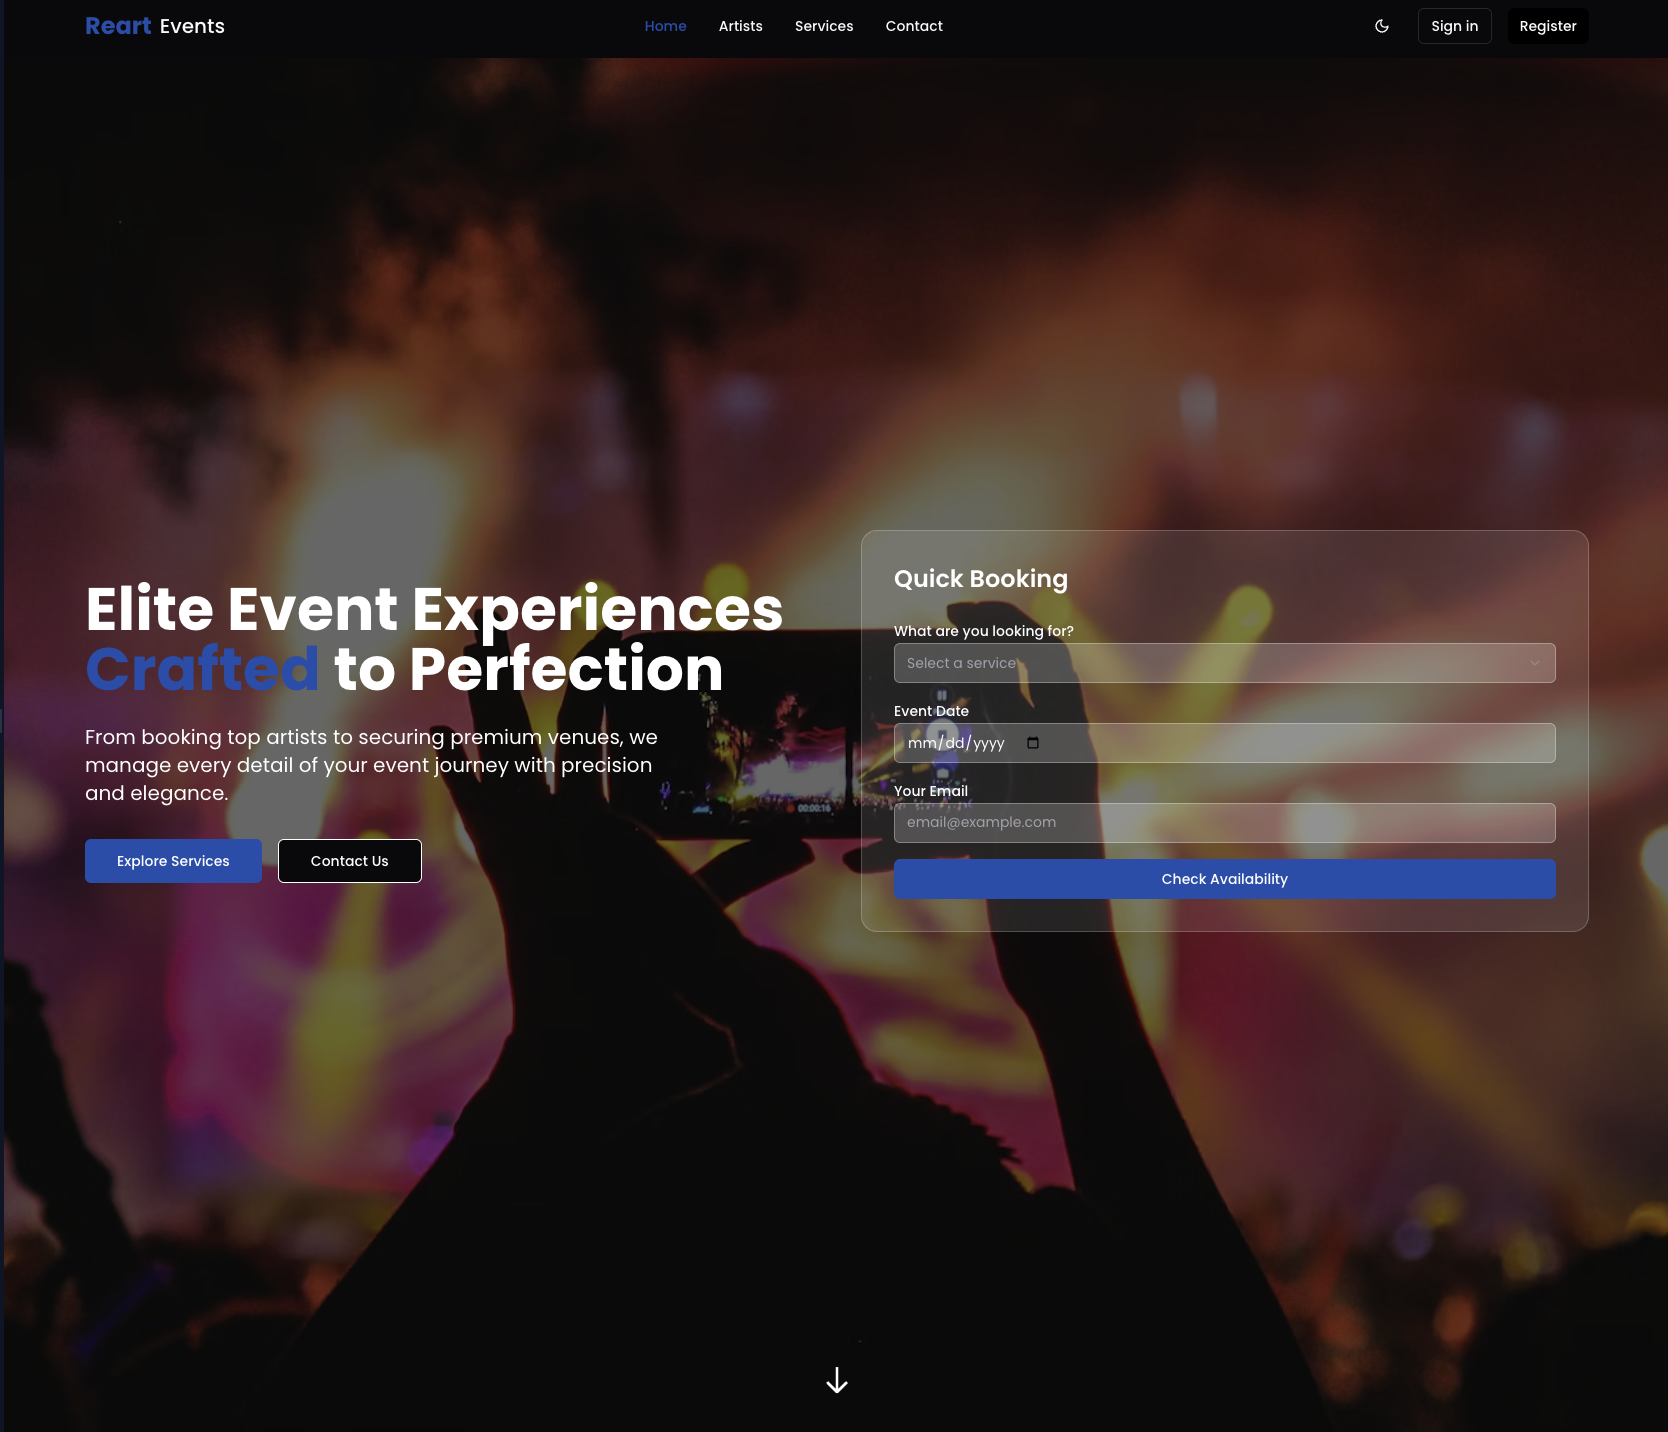 Reart Events
Home Artists Services Contact
Sign in Register
Elite Event Experiences
Crafted to Perfection
From booking top artists to securing premium venues, we
manage every detail of your event journey with precision
and elegance.
Explore Services Contact Us
Quick Booking
What are you looking for?
Select a service
Event Date
mm/dd/yyyy
Your Email
email@example.com
Check Availability
00:00:16